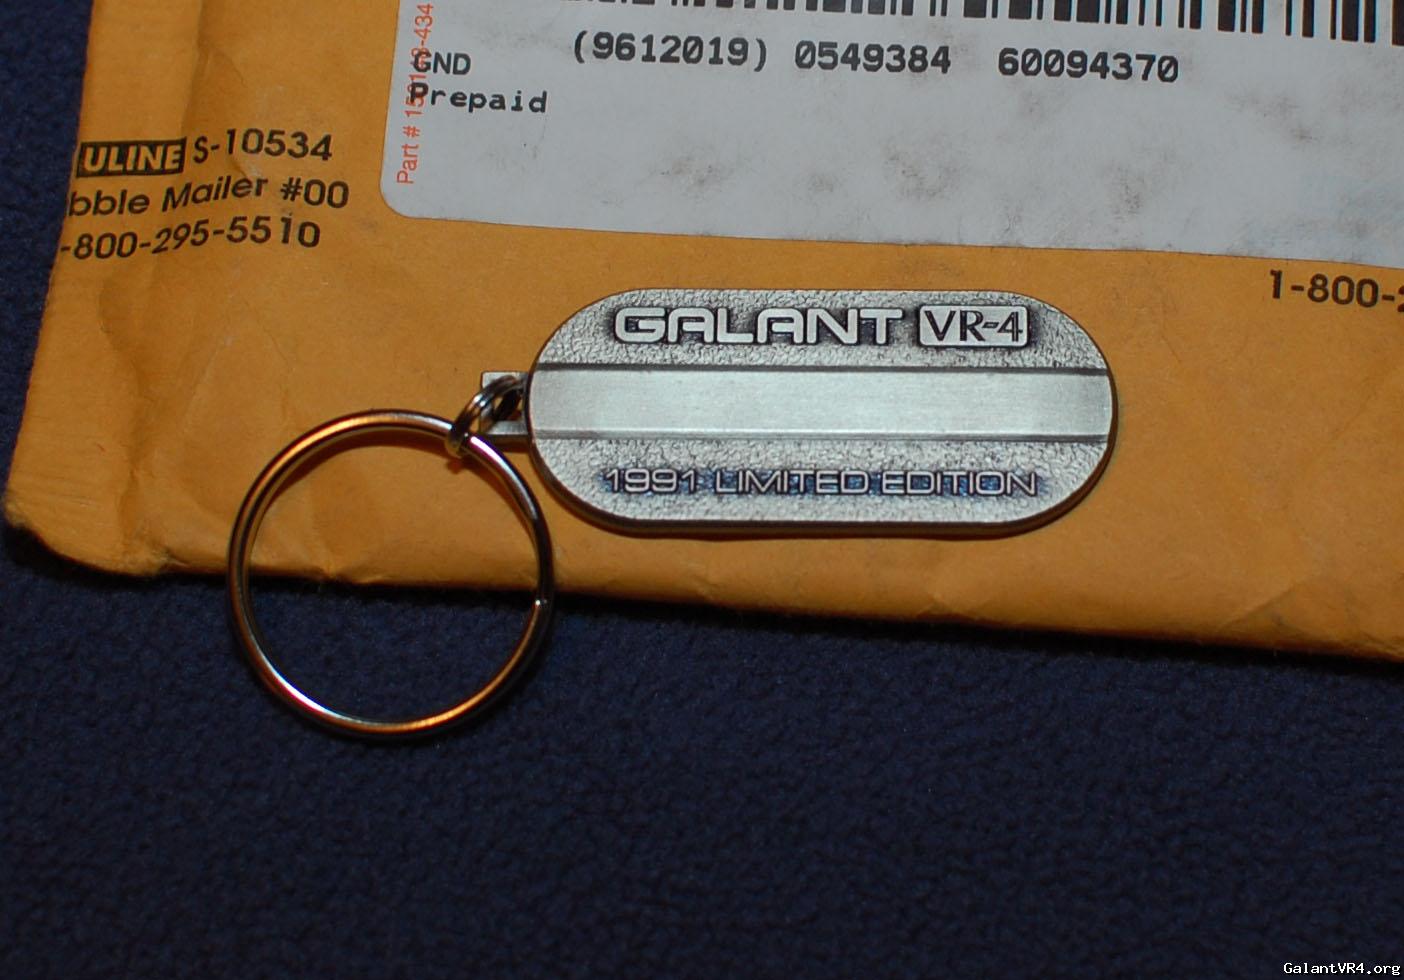 (9612019) 0549384 60094370
GND
Prepaid
ULINE S-10534
bble Mailer #00
-800-295-5510
1-800-
GALANT VR-4
1991 LIMITED EDITION
GalantVR4.org